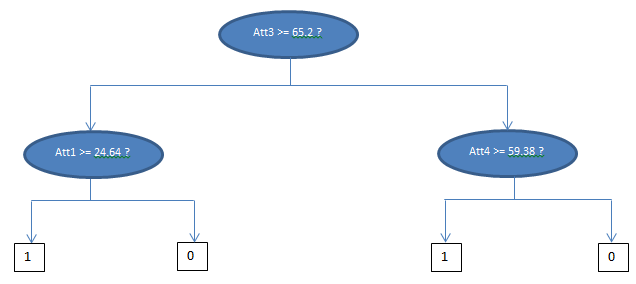 Att3 >= 65.2 ?
Att1 >= 24.64 ?
Att4 >= 59.38 ?
1
0
1
0